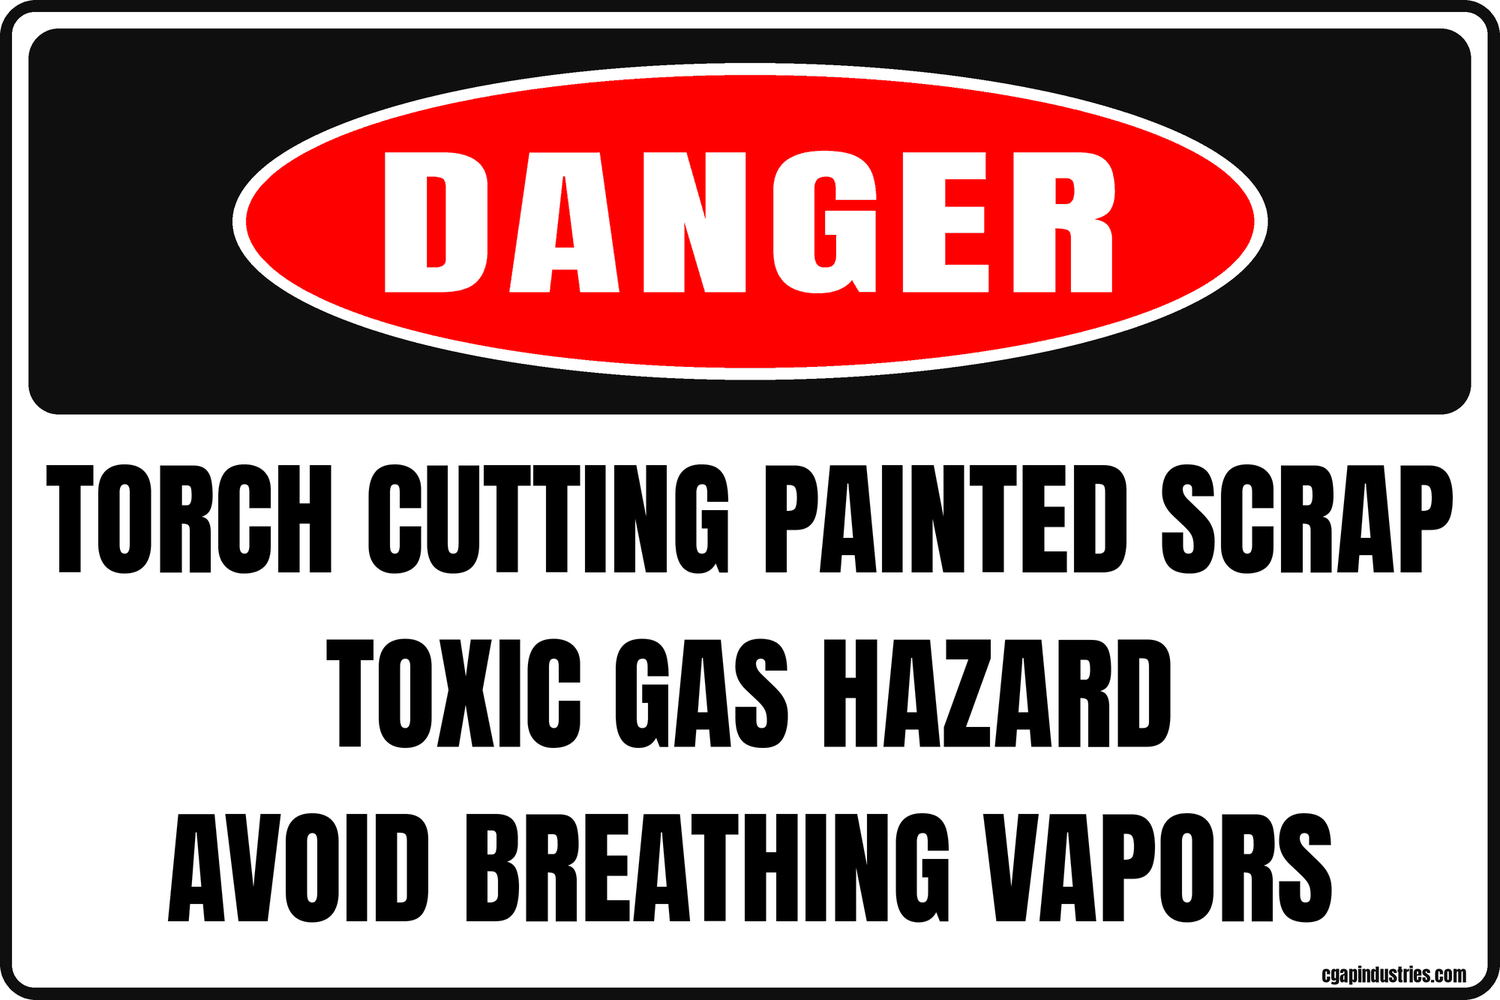 DANGER
TORCH CUTTING PAINTED SCRAP
TOXIC GAS HAZARD
AVOID BREATHING VAPORS
cgapindustries.com